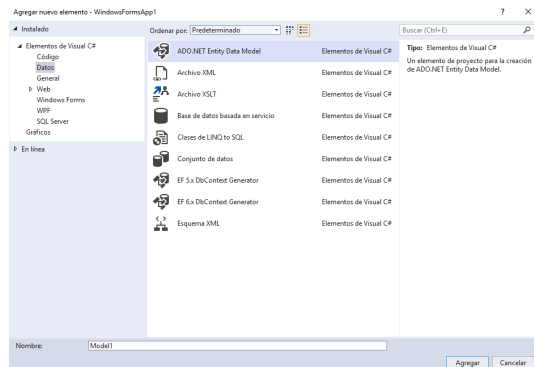 Agregar nuevo elemento - WindowsFormsApp1
? ×
Instalado
Elementos de Visual C#
Código
Datos
General
Web
Windows Forms
WPF
SQL Server
Gráficos
En línea
Ordenar por: Predeterminado
ADO.NET Entity Data Model Elementos de Visual C#
Archivo XML Elementos de Visual C#
Archivo XSLT Elementos de Visual C#
Base de datos basada en servicio Elementos de Visual C#
Clases de LINQ to SQL Elementos de Visual C#
Conjunto de datos Elementos de Visual C#
EF 5.x DbContext Generator Elementos de Visual C#
EF 6.x DbContext Generator Elementos de Visual C#
Esquema XML Elementos de Visual C#
Buscar (Ctrl+E)
Tipo: Elementos de Visual C#
Un elemento de proyecto para la creación
de ADO.NET Entity Data Model.
Nombre: Model1
Agregar Cancelar